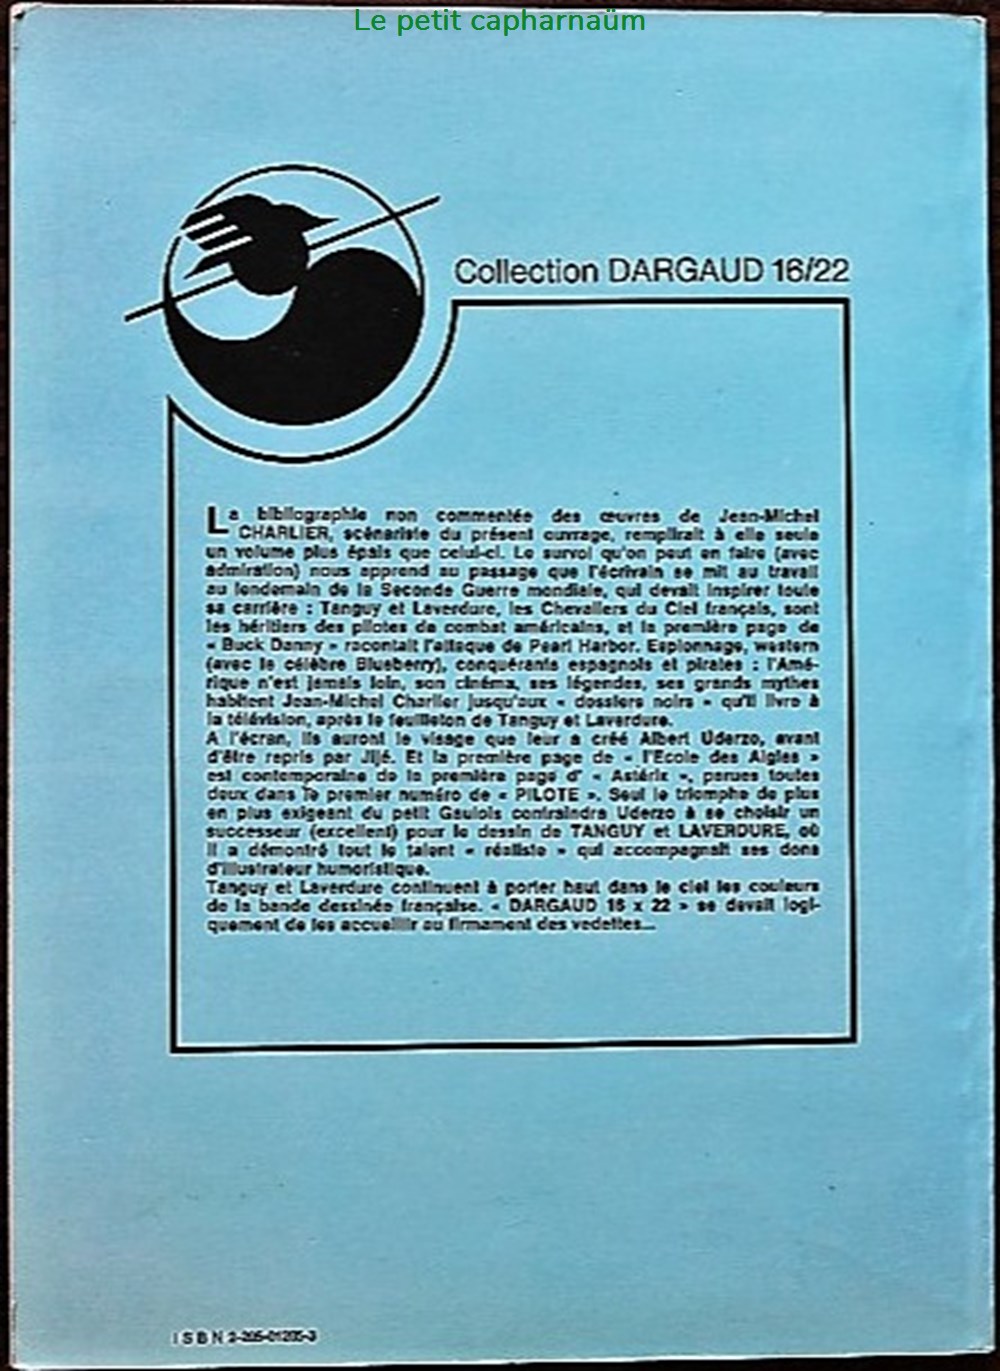 Le petit capharnaüm
Collection DARGAUD 16/22
La bibliographie non commentée des œuvres de Jean-Michel
CHARLIER, scénariste du présent ouvrage, remplirait à elle seule
un volume plus épais que celui-ci. Le survol qu'on peut en faire (avec
admiration) nous apprend au passage que l'écrivain se mit au travail
au lendemain de la Seconde Guerre mondiale, qui devait inspirer toute
sa carrière : Tanguy et Laverdure, les Chevaliers du Ciel français, sont
les héritiers des pilotes de combat américains, et la première page de
« Buck Danny » racontait l'attaque de Pearl Harbor. Espionnage, western
(avec le célèbre Blueberry), conquérants espagnols et pirates : l'Amé-
rique n'est jamais loin, son cinéma, ses légendes, ses grands mythes
habitent Jean-Michel Charlier jusqu'aux « dossiers noirs » qu'il livre à
la télévision, après le feuilleton de Tanguy et Laverdure.
A l'écran, ils auront le visage que leur a créé Albert Uderzo, avant
d'être repris par Jijé. Et la première page de « l'Ecole des Aigles »
est contemporaine de la première page d' « Astérix », parues toutes
deux dans le premier numéro de « PILOTE ». Seul le triomphe de plus
en plus exigeant du petit Gaulois contraindra Uderzo à se choisir un
successeur (excellent) pour le dessin de TANGUY et LAVERDURE, où
il a démontré tout le talent « réaliste » qui accompagnait ses dons
d'illustrateur humoristique.
Tanguy et Laverdure continuent à porter haut dans le ciel les couleurs
de la bande dessinée française. « DARGAUD 16 x 22 » se devait logi-
quement de les accueillir au firmament des vedettes...
ISBN 2-205-01205-3